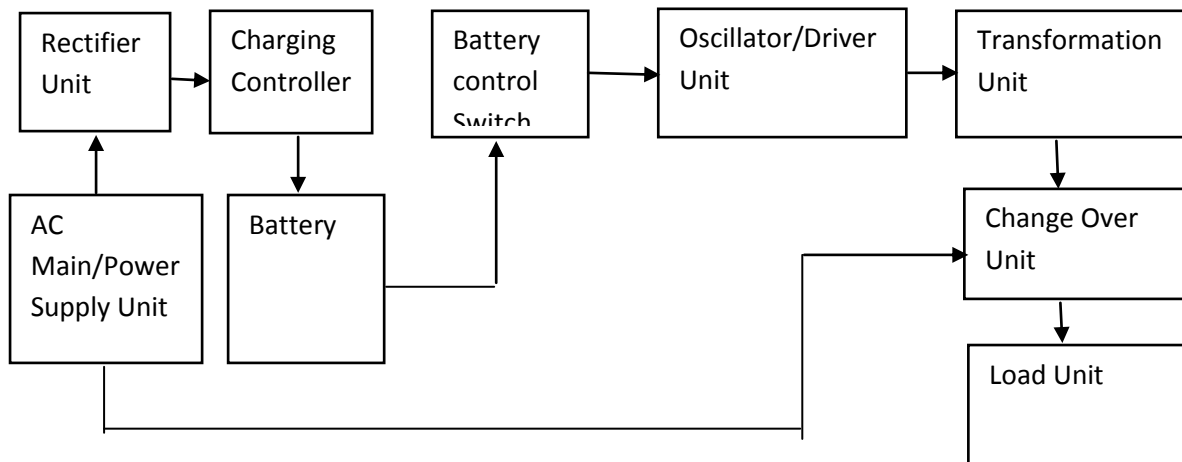 Rectifier
Unit
Charging
Controller
Battery
control
Switch
Oscillator/Driver
Unit
Transformation
Unit
AC
Main/Power
Supply Unit
Battery
Change Over
Unit
Load Unit